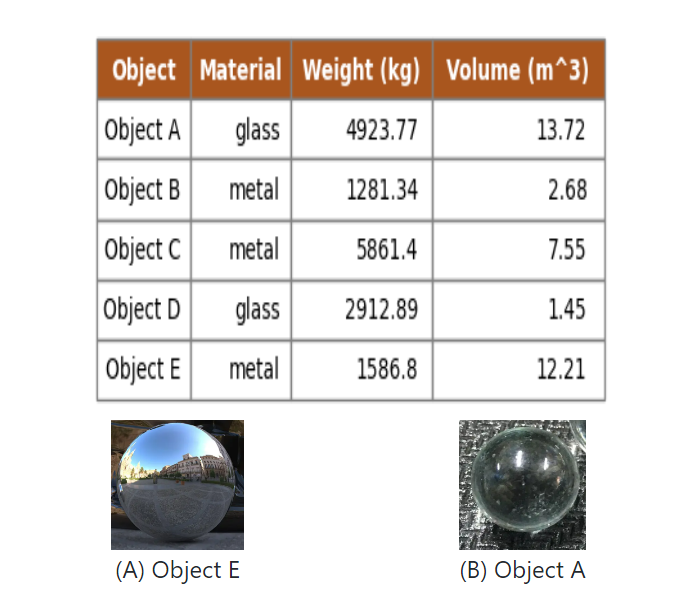 Object Material Weight (kg) Volume (m^3)
Object A glass 4923.77 13.72
Object B metal 1281.34 2.68
Object C metal 5861.4 7.55
Object D glass 2912.89 1.45
Object E metal 1586.8 12.21
(A) Object E (B) Object A